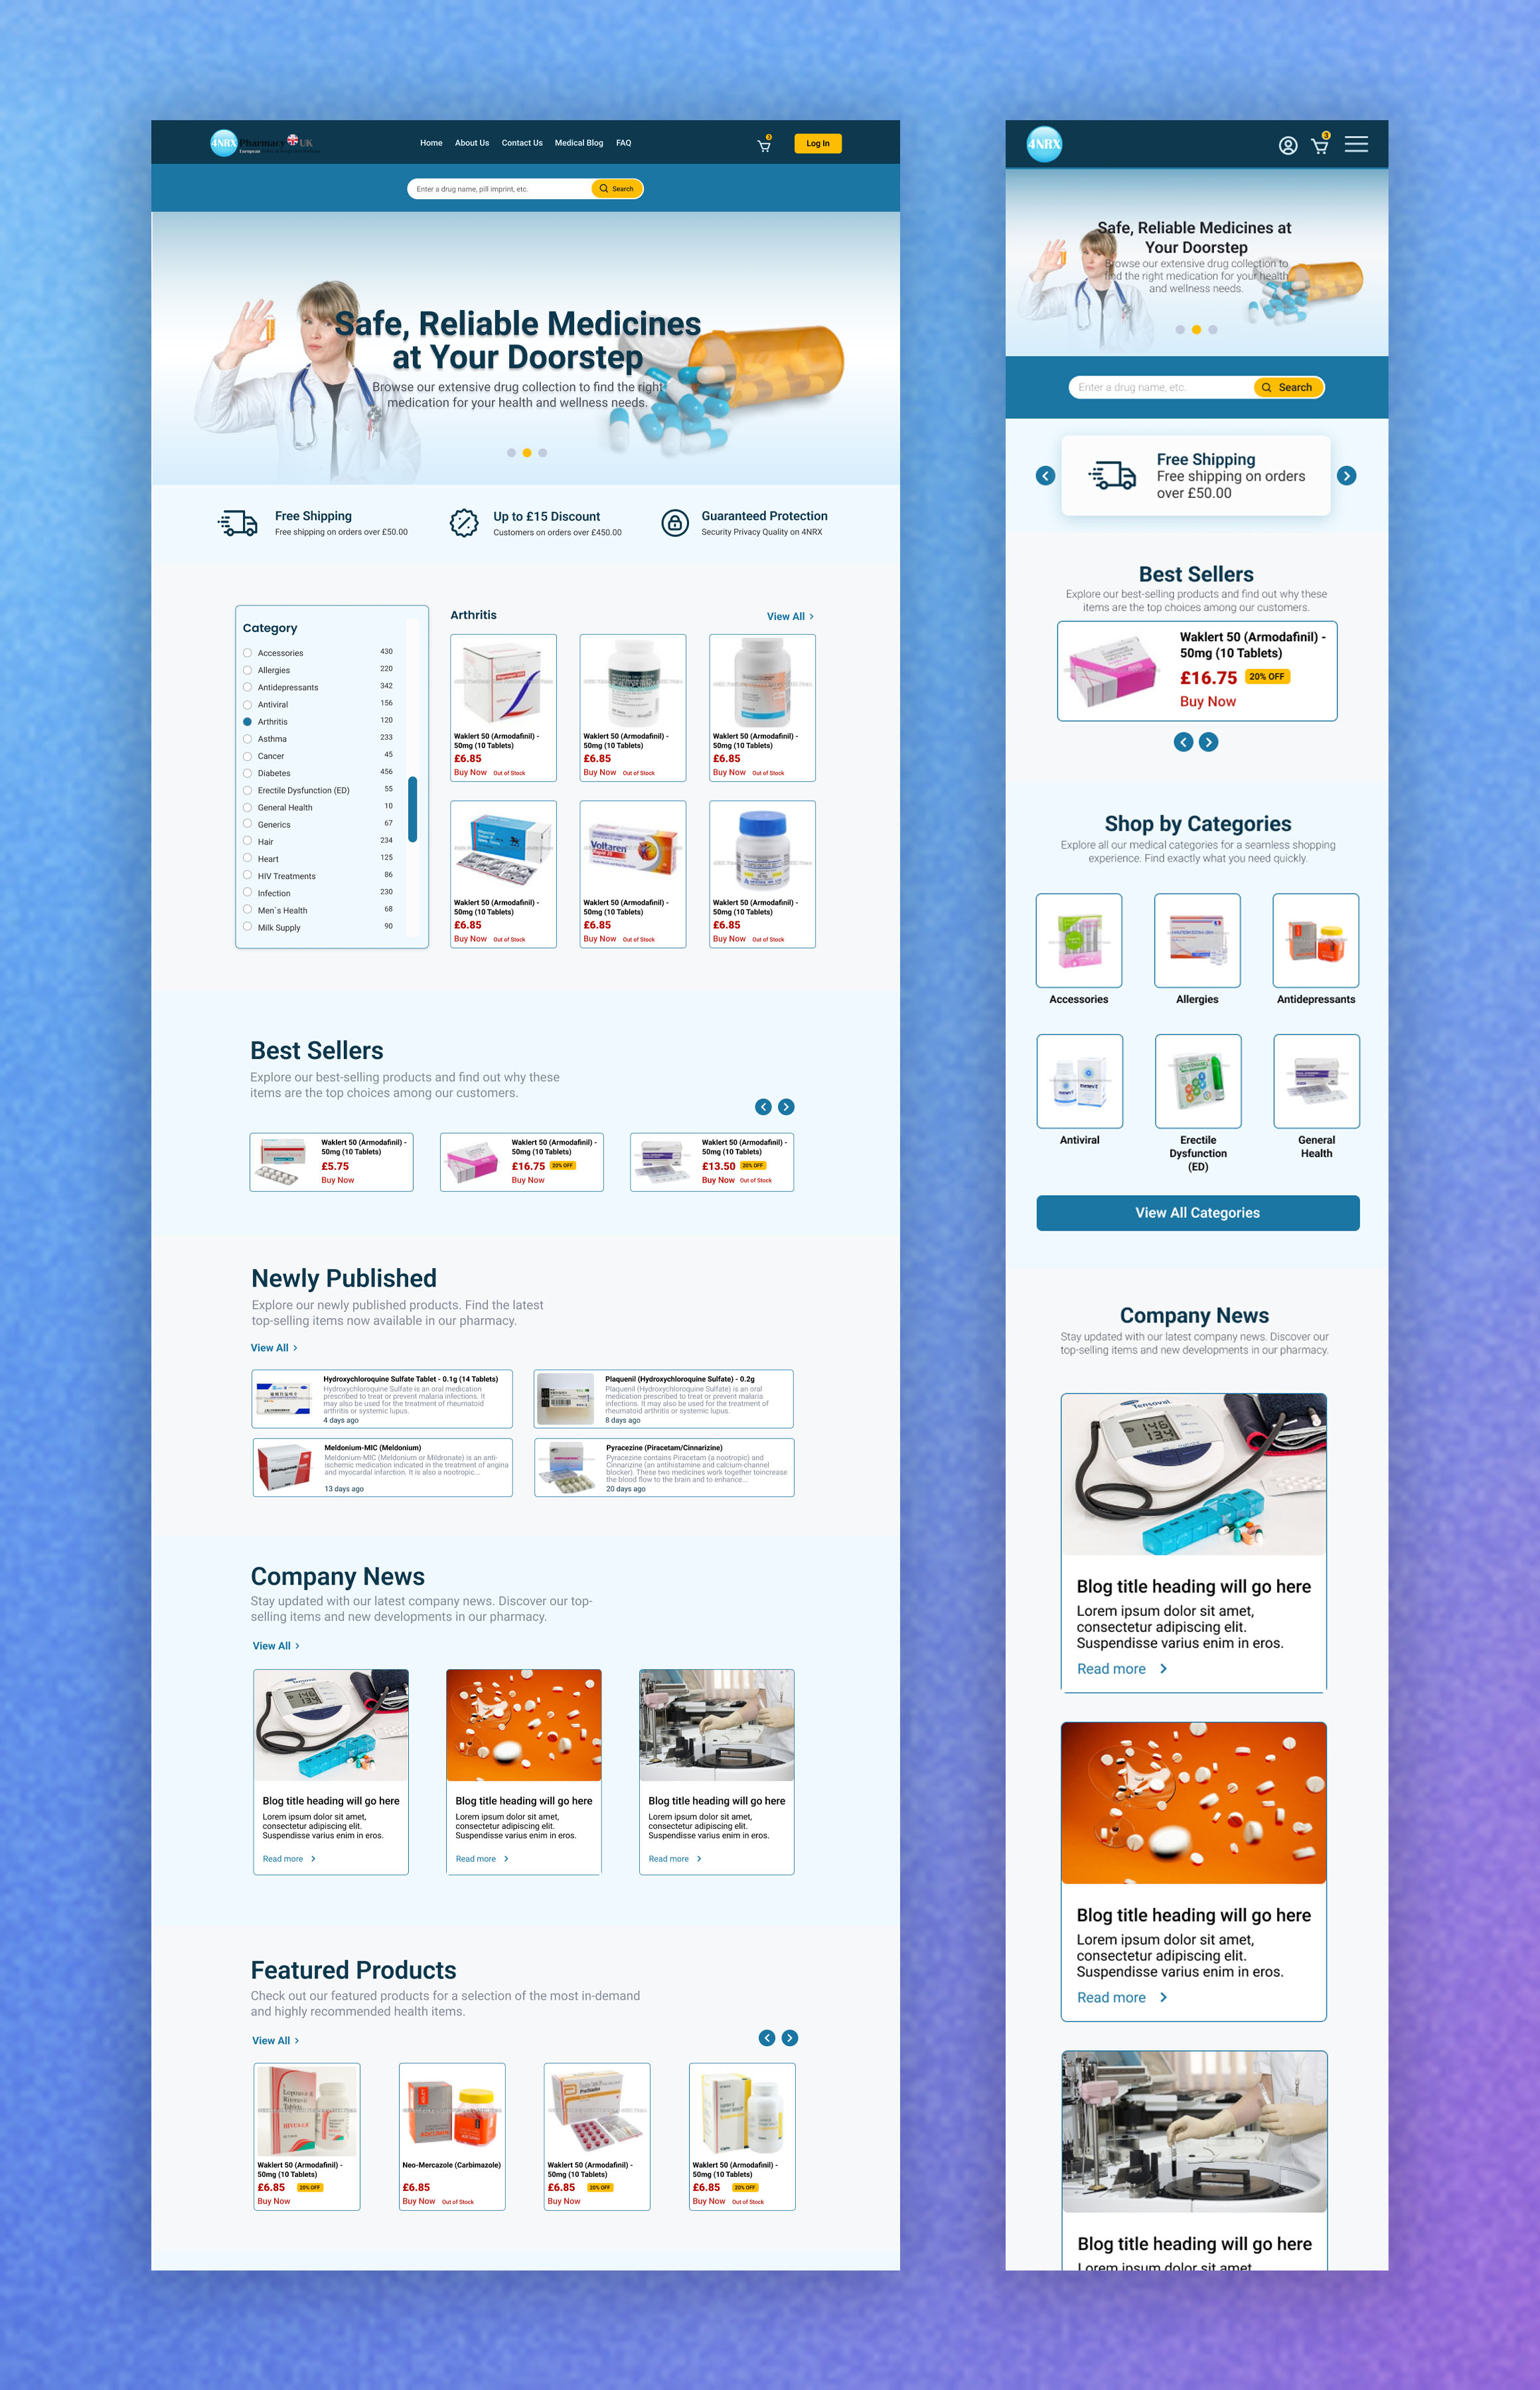 4NRX Pharmacy UK
European
Home
About Us
Contact Us
Medical Blog
FAQ
3
Log In
Enter a drug name, pill imprint, etc.
Search
Safe, Reliable Medicines
at Your Doorstep
Browse our extensive drug collection to find the right
medication for your health and wellness needs.
Free Shipping
Free shipping on orders over £50.00
Up to £15 Discount
Customers on orders over £450.00
Guaranteed Protection
Security Privacy Quality on 4NRX
Category
Accessories 430
Allergies 220
Antidepressants 342
Antiviral 156
Arthritis 120
Asthma 233
Cancer 45
Diabetes 456
Erectile Dysfunction (ED) 55
General Health 10
Generics 67
Hair 234
Heart 125
HIV Treatments 86
Infection 230
Men`s Health 68
Milk Supply 90
Arthritis
View All
Waklert 50 (Armodafinil) -
50mg (10 Tablets)
£6.85
Buy Now Out of Stock
Waklert 50 (Armodafinil) -
50mg (10 Tablets)
£6.85
Buy Now Out of Stock
Waklert 50 (Armodafinil) -
50mg (10 Tablets)
£6.85
Buy Now Out of Stock
Waklert 50 (Armodafinil) -
50mg (10 Tablets)
£6.85
Buy Now Out of Stock
Voltaren
Waklert 50 (Armodafinil) -
50mg (10 Tablets)
£6.85
Buy Now Out of Stock
Waklert 50 (Armodafinil) -
50mg (10 Tablets)
£6.85
Buy Now Out of Stock
Best Sellers
Explore our best-selling products and find out why these
items are the top choices among our customers.
Waklert 50 (Armodafinil) -
50mg (10 Tablets)
£5.75
Buy Now
Waklert 50 (Armodafinil) -
50mg (10 Tablets)
£16.75 20% OFF
Buy Now
Waklert 50 (Armodafinil) -
50mg (10 Tablets)
£13.50 20% OFF
Buy Now Out of Stock
Newly Published
Explore our newly published products. Find the latest
top-selling items now available in our pharmacy.
View All
Hydroxychloroquine Sulfate Tablet - 0.1g (14 Tablets)
Hydroxychloroquine Sulfate is an oral medication
prescribed to treat or prevent malaria infections. It
may also be used for the treatment of rheumatoid
arthritis or systemic lupus.
4 days ago
Plaquenil (Hydroxychloroquine Sulfate) - 0.2g
Plaquenil (Hydroxychloroquine Sulfate) is an oral
medication prescribed to treat or prevent malaria
infections. It may also be used for the treatment of
rheumatoid arthritis or systemic lupus.
8 days ago
Meldonium-MIC (Meldonium)
Meldonium-MIC (Meldonium or Mildronate) is an anti-
ischemic medication indicated in the treatment of angina
and myocardial infarction. It is also a nootropic...
13 days ago
Pyracezine (Piracetam/Cinnarizine)
Pyracezine contains Piracetam (a nootropic) and
Cinnarizine (an antihistamine and calcium-channel
blocker). These two medicines work together toincrease
the blood flow to the brain and to enhance...
20 days ago
Company News
Stay updated with our latest company news. Discover our top-
selling items and new developments in our pharmacy.
View All
Tensoval
146
134
Blog title heading will go here
Lorem ipsum dolor sit amet,
consectetur adipiscing elit.
Suspendisse varius enim in eros.
Read more
Blog title heading will go here
Lorem ipsum dolor sit amet,
consectetur adipiscing elit.
Suspendisse varius enim in eros.
Read more
Blog title heading will go here
Lorem ipsum dolor sit amet,
consectetur adipiscing elit.
Suspendisse varius enim in eros.
Read more
Featured Products
Check out our featured products for a selection of the most in-demand
and highly recommended health items.
View All
Waklert 50 (Armodafinil) -
50mg (10 Tablets)
£6.85 20% OFF
Buy Now
Neo-Mercazole (Carbimazole)
£6.85
Buy Now Out of Stock
Waklert 50 (Armodafinil) -
50mg (10 Tablets)
£6.85 20% OFF
Buy Now
Waklert 50 (Armodafinil) -
50mg (10 Tablets)
£6.85 20% OFF
Buy Now Out of Stock
4NRX
3
Safe, Reliable Medicines at
Your Doorstep
Browse our extensive drug collection to
find the right medication for your health
and wellness needs.
Enter a drug name, etc.
Search
Free Shipping
Free shipping on orders
over £50.00
Best Sellers
Explore our best-selling products and find out why these
items are the top choices among our customers.
Waklert 50 (Armodafinil) -
50mg (10 Tablets)
£16.75 20% OFF
Buy Now
Shop by Categories
Explore all our medical categories for a seamless shopping
experience. Find exactly what you need quickly.
Accessories
Allergies
Antidepressants
Antiviral
Erectile
Dysfunction
(ED)
General
Health
View All Categories
Company News
Stay updated with our latest company news. Discover our
top-selling items and new developments in our pharmacy.
Tensoval
146
134
Blog title heading will go here
Lorem ipsum dolor sit amet,
consectetur adipiscing elit.
Suspendisse varius enim in eros.
Read more
Blog title heading will go here
Lorem ipsum dolor sit amet,
consectetur adipiscing elit.
Suspendisse varius enim in eros.
Read more
Blog title heading will go here
Lorem ipsum dolor sit amet